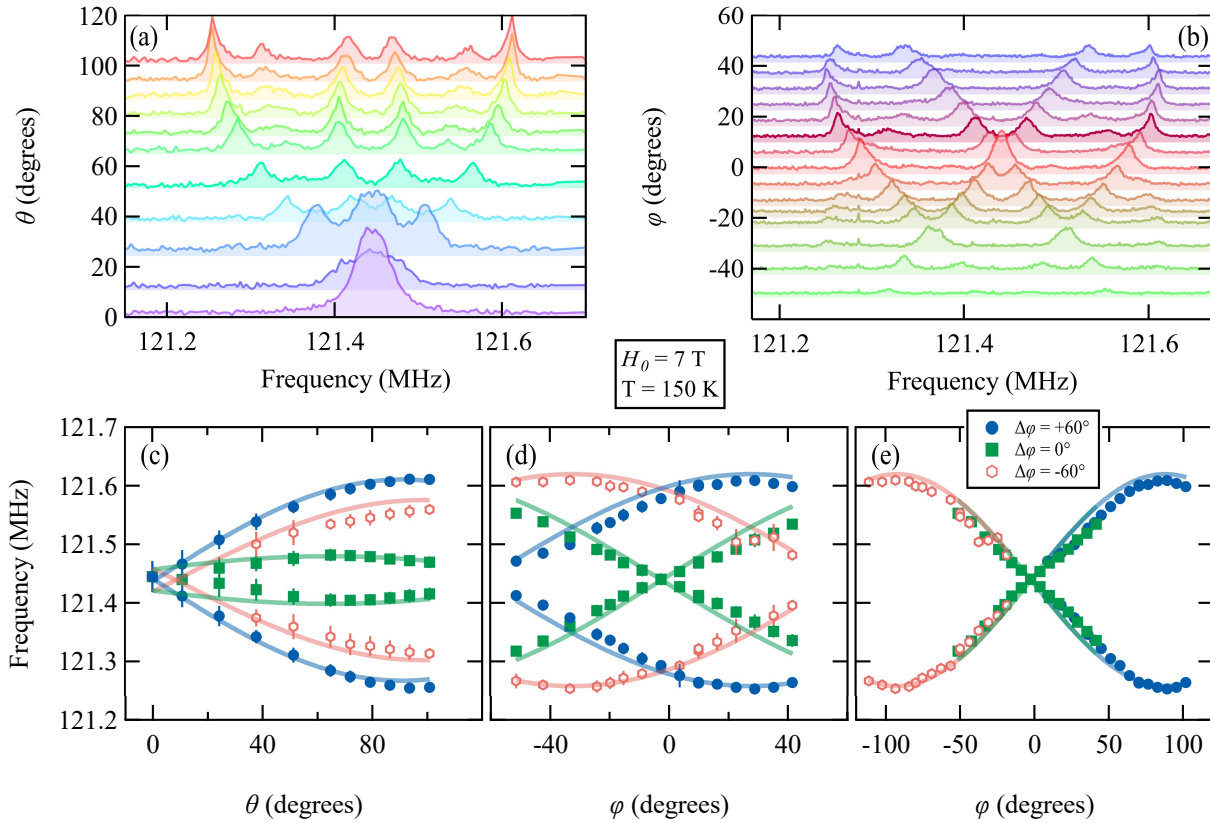 (a)
120
100
80
60
40
20
0
θ (degrees)
121.2
121.4
121.6
Frequency (MHz)
(b)
60
40
20
0
-20
-40
φ (degrees)
121.2
121.4
121.6
Frequency (MHz)
H0 = 7 T
T = 150 K
Δφ = +60°
Δφ = 0°
Δφ = -60°
(c)
121.7
121.6
121.5
121.4
121.3
121.2
Frequency (MHz)
0
40
80
θ (degrees)
(d)
-40
0
40
φ (degrees)
(e)
-100
-50
0
50
100
φ (degrees)